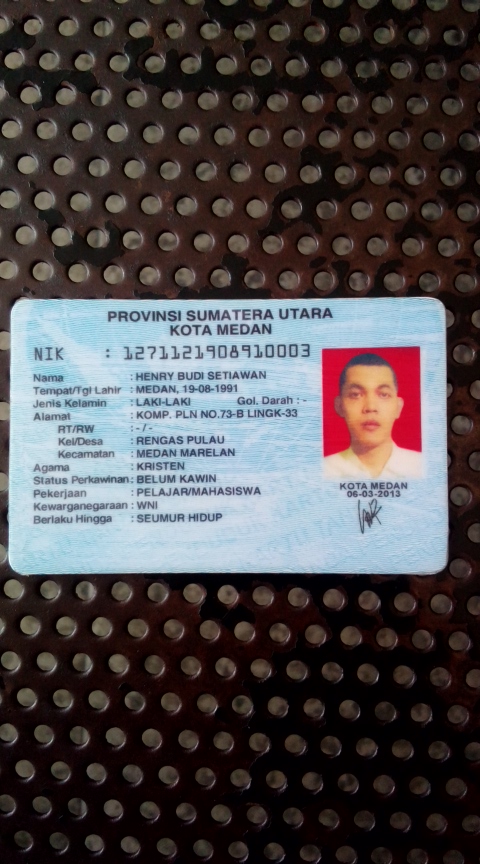 PROVINSI SUMATERA UTARA
KOTA MEDAN
NIK : 1271121908910003
Nama : HENRY BUDI SETIAWAN
Tempat/Tgl Lahir : MEDAN, 19-08-1991
Jenis Kelamin : LAKI-LAKI Gol. Darah : -
Alamat : KOMP. PLN NO.73-B LINGK-33
RT/RW : - / -
Kel/Desa : RENGAS PULAU
Kecamatan : MEDAN MARELAN
Agama : KRISTEN
Status Perkawinan : BELUM KAWIN
Pekerjaan : PELAJAR/MAHASISWA
Kewarganegaraan : WNI
Berlaku Hingga : SEUMUR HIDUP
KOTA MEDAN
06-03-2013